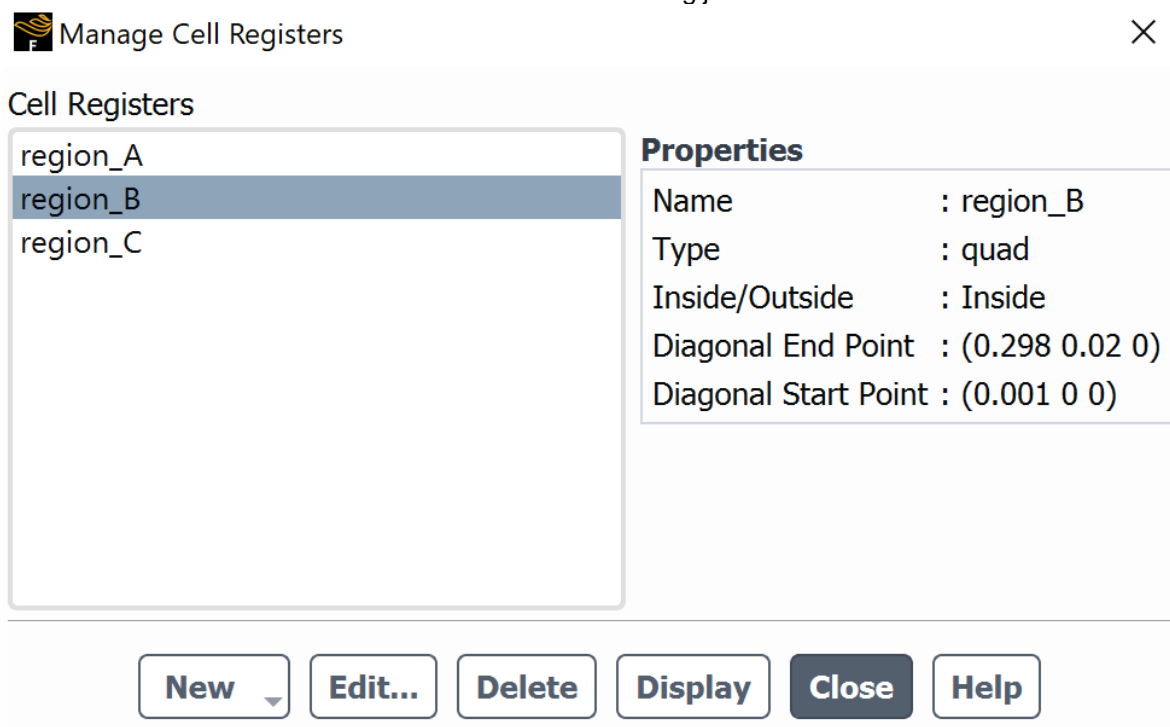 Manage Cell Registers
Cell Registers
region_A
region_B
region_C
Properties
Name : region_B
Type : quad
Inside/Outside : Inside
Diagonal End Point : (0.298 0.02 0)
Diagonal Start Point : (0.001 0 0)
New Edit... Delete Display Close Help